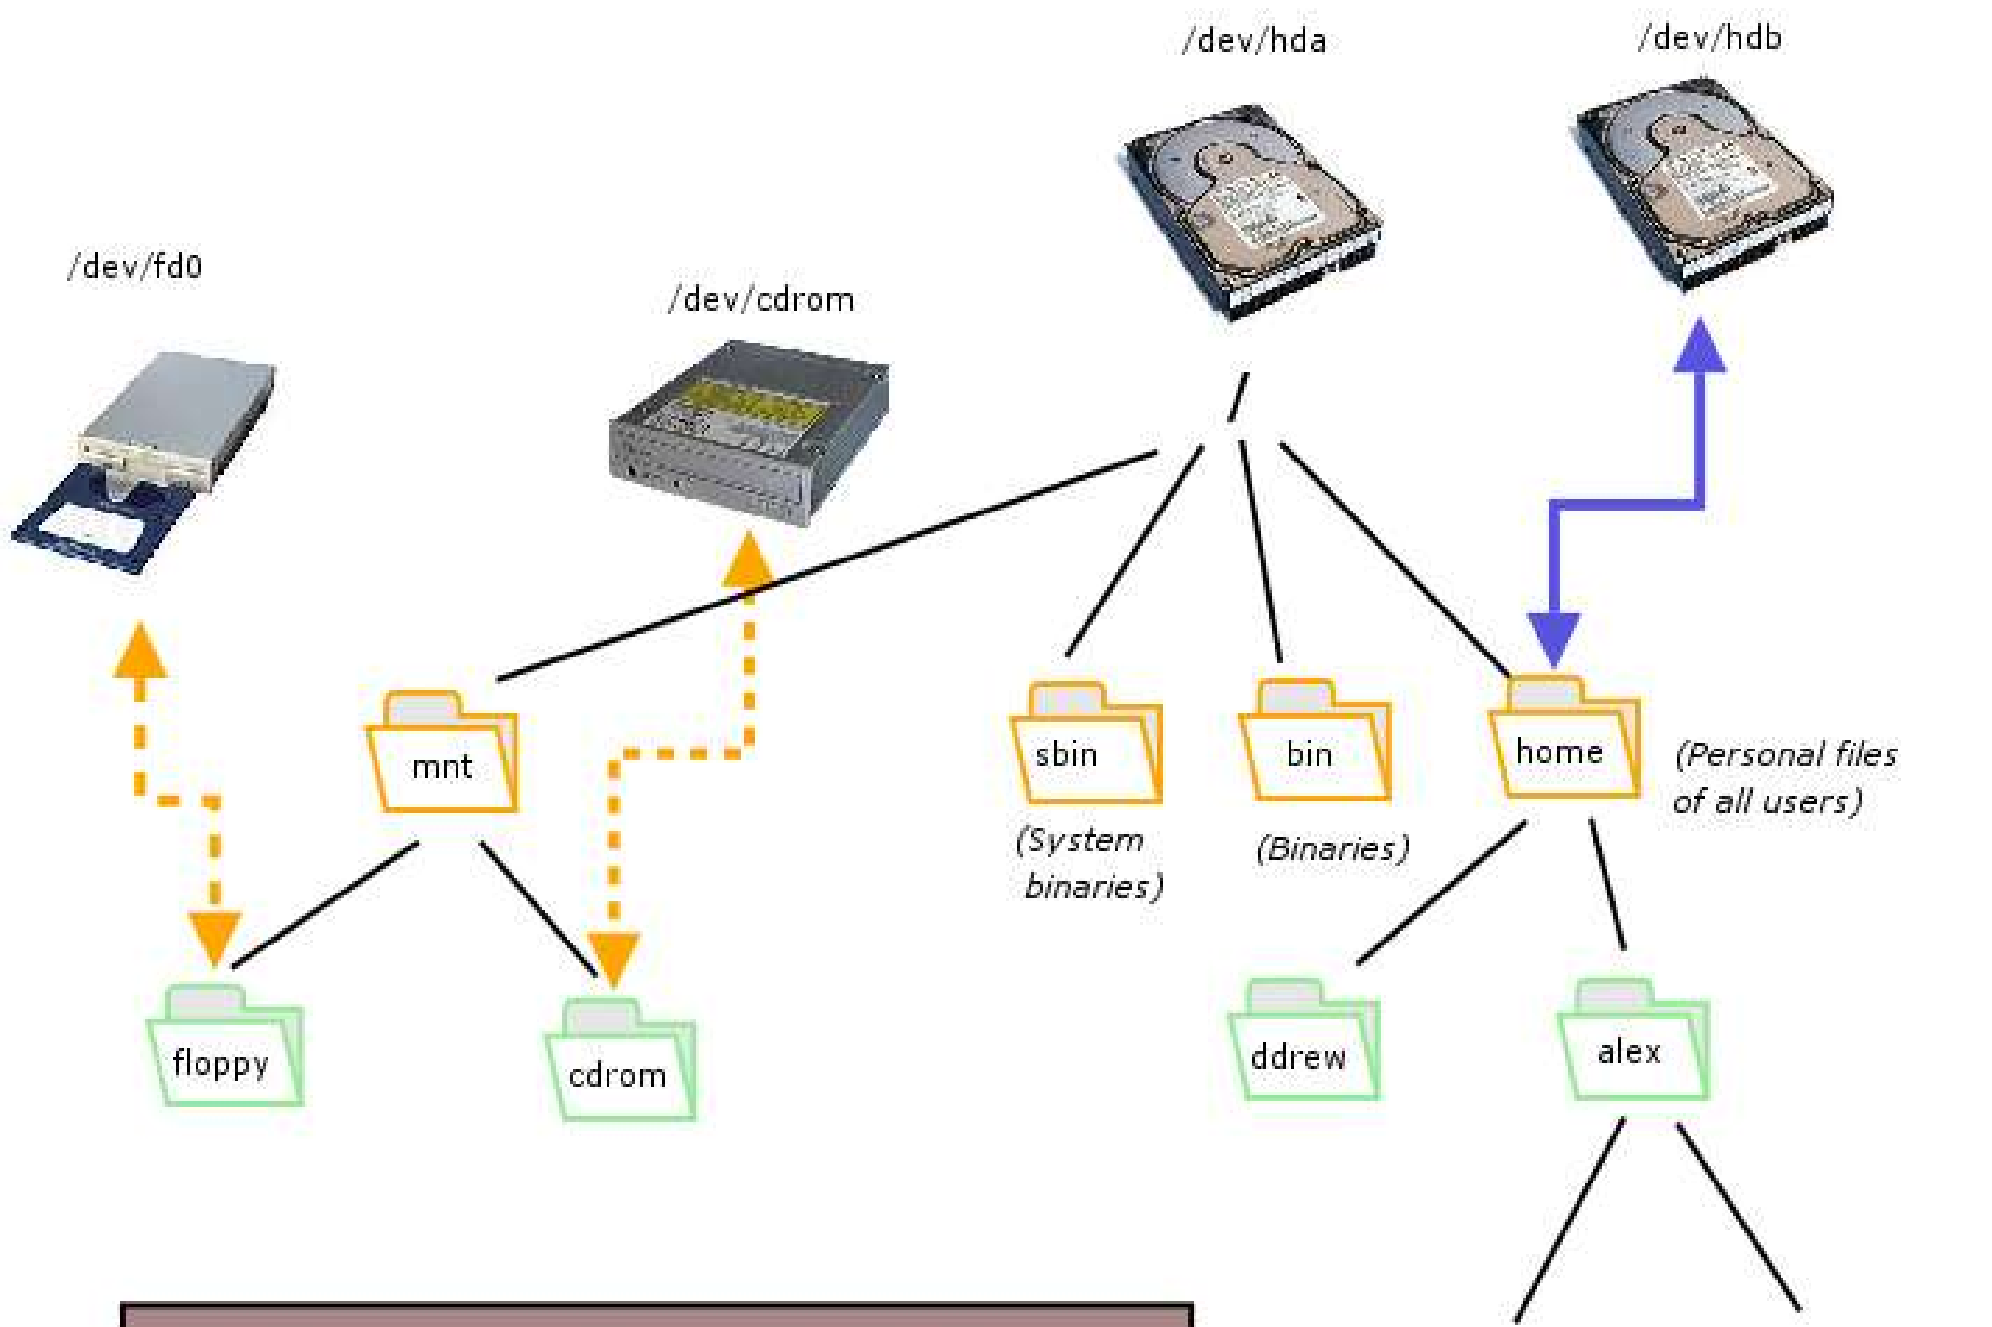 /dev/hda
/dev/hdb
/dev/fd0
/dev/cdrom
/
mnt
sbin
bin
home
(Personal files
of all users)
(System
binaries)
(Binaries)
floppy
cdrom
ddrew
alex